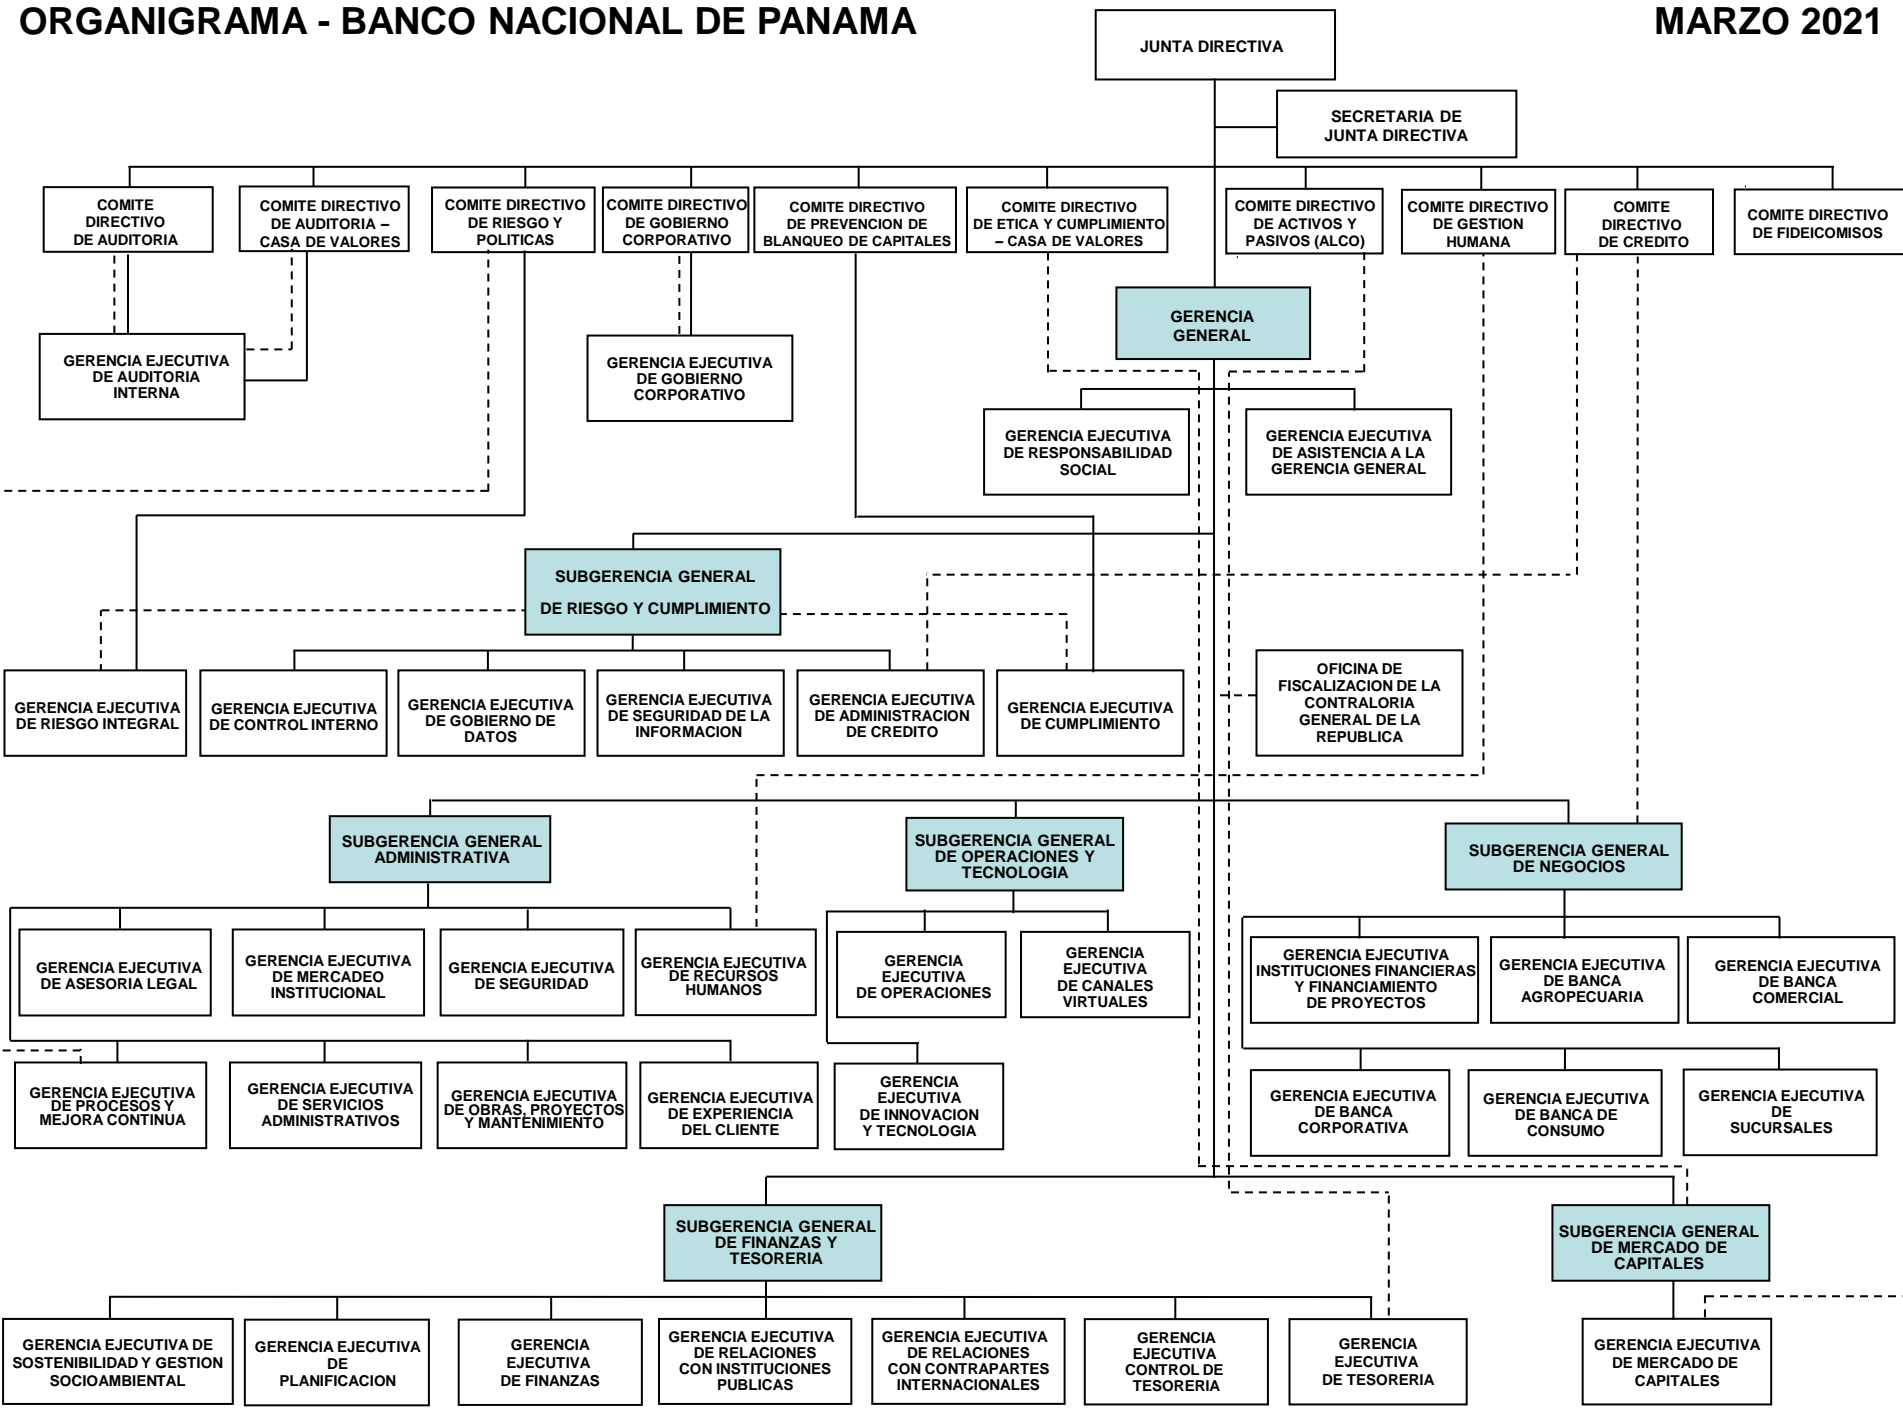 ORGANIGRAMA - BANCO NACIONAL DE PANAMA
MARZO 2021
JUNTA DIRECTIVA
SECRETARIA DE
JUNTA DIRECTIVA
COMITE
DIRECTIVO
DE AUDITORIA
COMITE DIRECTIVO
DE AUDITORIA –
CASA DE VALORES
COMITE DIRECTIVO
DE RIESGO Y
POLITICAS
COMITE DIRECTIVO
DE GOBIERNO
CORPORATIVO
COMITE DIRECTIVO
DE PREVENCION DE
BLANQUEO DE CAPITALES
COMITE DIRECTIVO
DE ETICA Y CUMPLIMIENTO
– CASA DE VALORES
COMITE DIRECTIVO
DE ACTIVOS Y
PASIVOS (ALCO)
COMITE DIRECTIVO
DE GESTION
HUMANA
COMITE
DIRECTIVO
DE CREDITO
COMITE DIRECTIVO
DE FIDEICOMISOS
GERENCIA
GENERAL
GERENCIA EJECUTIVA
DE AUDITORIA
INTERNA
GERENCIA EJECUTIVA
DE GOBIERNO
CORPORATIVO
GERENCIA EJECUTIVA
DE RESPONSABILIDAD
SOCIAL
GERENCIA EJECUTIVA
DE ASISTENCIA A LA
GERENCIA GENERAL
SUBGERENCIA GENERAL
DE RIESGO Y CUMPLIMIENTO
GERENCIA EJECUTIVA
DE RIESGO INTEGRAL
GERENCIA EJECUTIVA
DE CONTROL INTERNO
GERENCIA EJECUTIVA
DE GOBIERNO DE
DATOS
GERENCIA EJECUTIVA
DE SEGURIDAD DE LA
INFORMACION
GERENCIA EJECUTIVA
DE ADMINISTRACION
DE CREDITO
GERENCIA EJECUTIVA
DE CUMPLIMIENTO
OFICINA DE
FISCALIZACION DE LA
CONTRALORIA
GENERAL DE LA
REPUBLICA
SUBGERENCIA GENERAL
ADMINISTRATIVA
SUBGERENCIA GENERAL
DE OPERACIONES Y
TECNOLOGIA
SUBGERENCIA GENERAL
DE NEGOCIOS
GERENCIA EJECUTIVA
DE ASESORIA LEGAL
GERENCIA EJECUTIVA
DE MERCADEO
INSTITUCIONAL
GERENCIA EJECUTIVA
DE SEGURIDAD
GERENCIA EJECUTIVA
DE RECURSOS
HUMANOS
GERENCIA
EJECUTIVA
DE OPERACIONES
GERENCIA
EJECUTIVA
DE CANALES
VIRTUALES
GERENCIA EJECUTIVA
INSTITUCIONES FINANCIERAS
Y FINANCIAMIENTO
DE PROYECTOS
GERENCIA EJECUTIVA
DE BANCA
AGROPECUARIA
GERENCIA EJECUTIVA
DE BANCA
COMERCIAL
GERENCIA EJECUTIVA
DE PROCESOS Y
MEJORA CONTINUA
GERENCIA EJECUTIVA
DE SERVICIOS
ADMINISTRATIVOS
GERENCIA EJECUTIVA
DE OBRAS, PROYECTOS
Y MANTENIMIENTO
GERENCIA EJECUTIVA
DE EXPERIENCIA
DEL CLIENTE
GERENCIA
EJECUTIVA
DE INNOVACION
Y TECNOLOGIA
GERENCIA EJECUTIVA
DE BANCA
CORPORATIVA
GERENCIA EJECUTIVA
DE BANCA DE
CONSUMO
GERENCIA EJECUTIVA
DE
SUCURSALES
SUBGERENCIA GENERAL
DE FINANZAS Y
TESORERIA
SUBGERENCIA GENERAL
DE MERCADO DE
CAPITALES
GERENCIA EJECUTIVA DE
SOSTENIBILIDAD Y GESTION
SOCIOAMBIENTAL
GERENCIA EJECUTIVA
DE
PLANIFICACION
GERENCIA
EJECUTIVA
DE FINANZAS
GERENCIA EJECUTIVA
DE RELACIONES
CON INSTITUCIONES
PUBLICAS
GERENCIA EJECUTIVA
DE RELACIONES
CON CONTRAPARTES
INTERNACIONALES
GERENCIA
EJECUTIVA
CONTROL DE
TESORERIA
GERENCIA
EJECUTIVA
DE TESORERIA
GERENCIA EJECUTIVA
DE MERCADO DE
CAPITALES